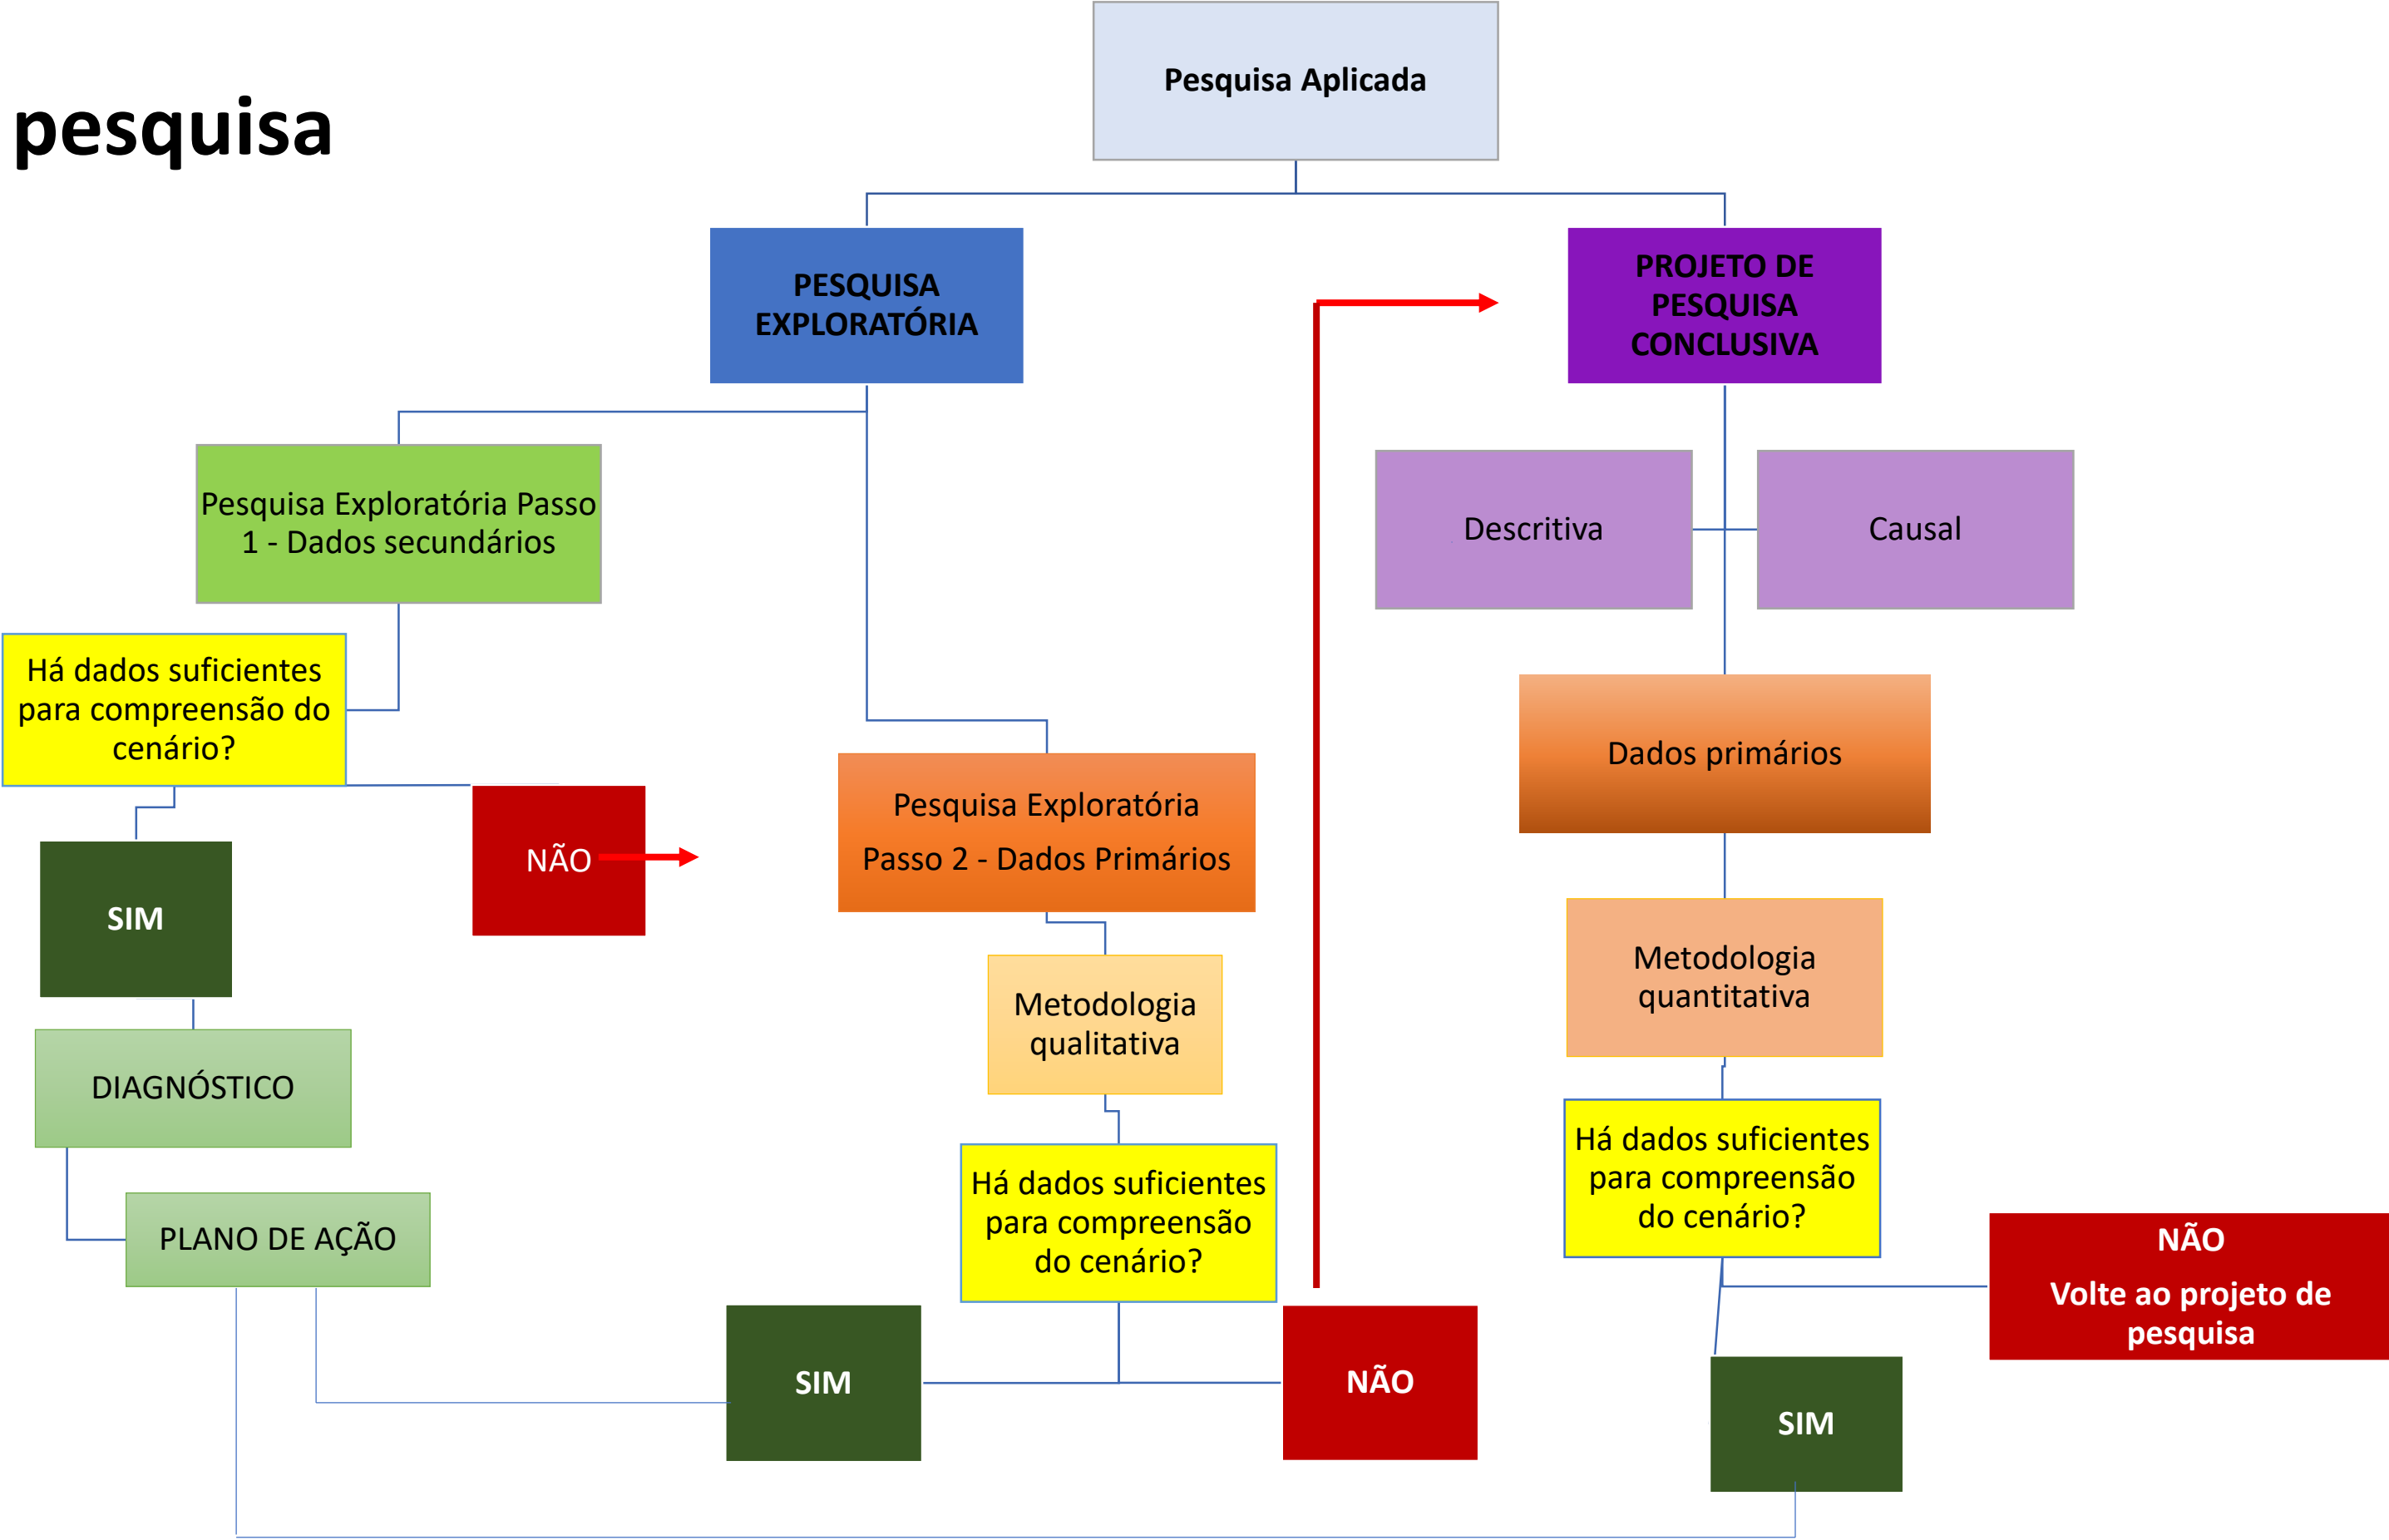 pesquisa
Pesquisa Aplicada
PESQUISA
EXPLORATÓRIA
PROJETO DE
PESQUISA
CONCLUSIVA
Pesquisa Exploratória Passo
1 - Dados secundários
Descritiva
Causal
Há dados suficientes
para compreensão do
cenário?
Dados primários
NÃO
Pesquisa Exploratória
Passo 2 - Dados Primários
SIM
Metodologia
qualitativa
Metodologia
quantitativa
DIAGNÓSTICO
PLANO DE AÇÃO
Há dados suficientes
para compreensão
do cenário?
Há dados suficientes
para compreensão
do cenário?
NÃO
Volte ao projeto de
pesquisa
SIM
NÃO
SIM